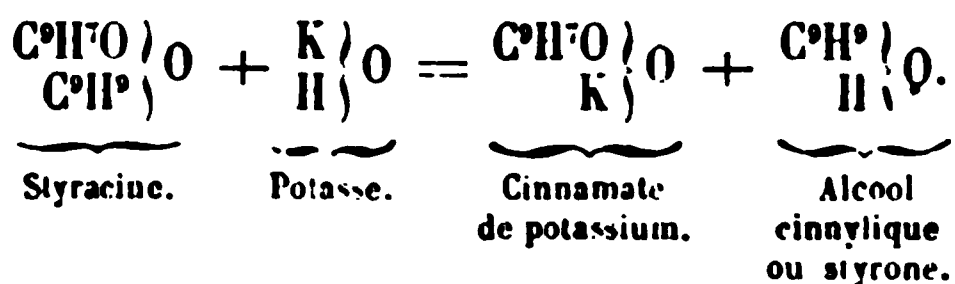 C⁹H⁷O } O + K } O = C⁹H⁷O } O + C⁹H⁹ } O.
C⁹H⁹ H K H
Styracine. Potasse. Cinnamate Alcool
de potassium. cinnylique
ou styrone.